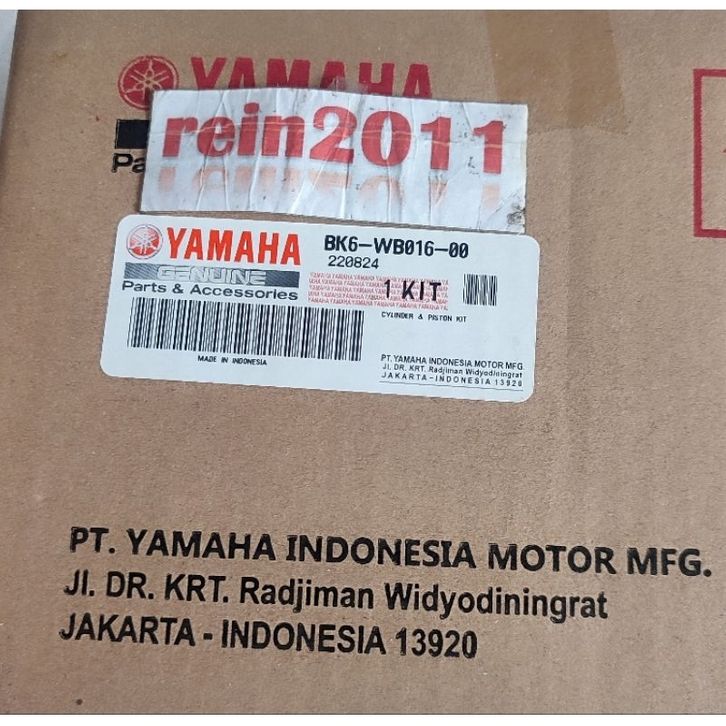 YAMAHA
rein2011
Pa
YAMAHA
GENUINE
Parts & Accessories
BK6-WB016-00
220824
1 KIT
CYLINDER & PISTON KIT
MADE IN INDONESIA
PT. YAMAHA INDONESIA MOTOR MFG.
Jl. DR. KRT. Radjiman Widyodiningrat
JAKARTA - INDONESIA 13920
PT. YAMAHA INDONESIA MOTOR MFG.
Jl. DR. KRT. Radjiman Widyodiningrat
JAKARTA - INDONESIA 13920